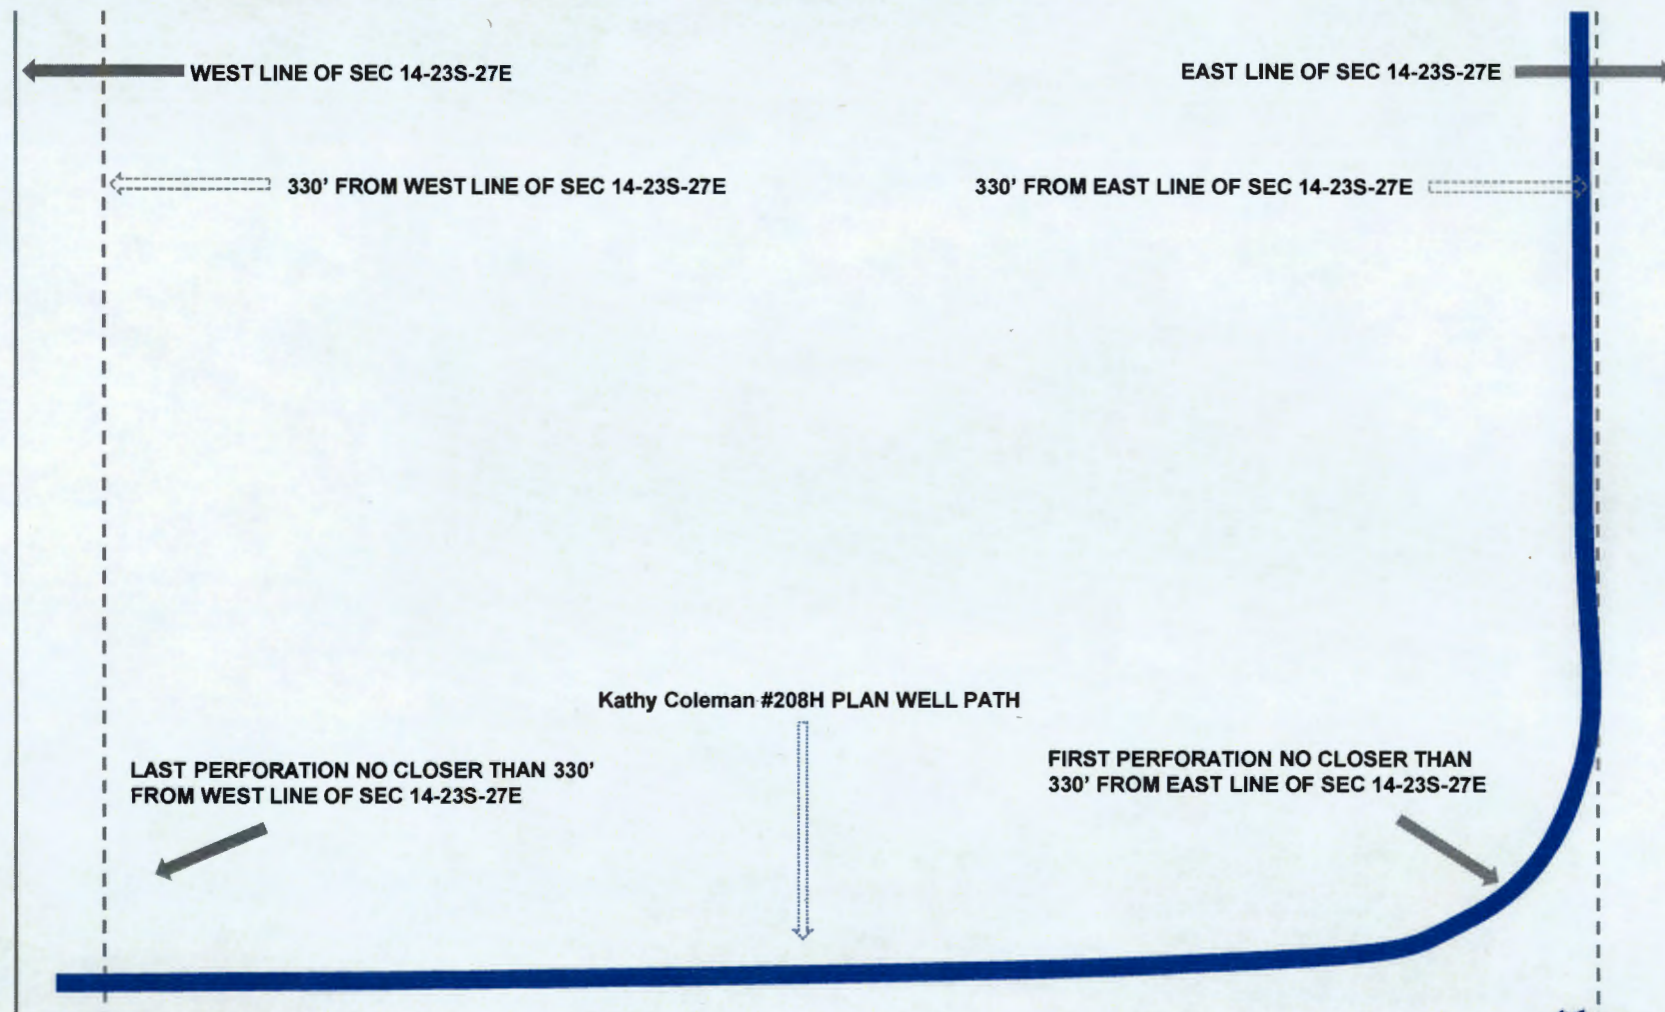 WEST LINE OF SEC 14-23S-27E
EAST LINE OF SEC 14-23S-27E
330' FROM WEST LINE OF SEC 14-23S-27E
330' FROM EAST LINE OF SEC 14-23S-27E
Kathy Coleman #208H PLAN WELL PATH
LAST PERFORATION NO CLOSER THAN 330'
FROM WEST LINE OF SEC 14-23S-27E
FIRST PERFORATION NO CLOSER THAN
330' FROM EAST LINE OF SEC 14-23S-27E